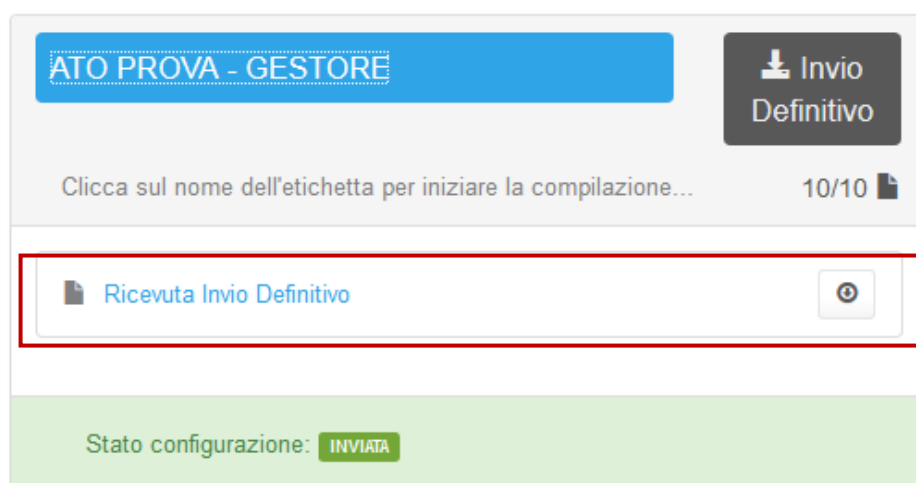 ATO PROVA - GESTORE
Invio
Definitivo
Clicca sul nome dell'etichetta per iniziare la compilazione...
10/10
Ricevuta Invio Definitivo
Stato configurazione: INVIATA